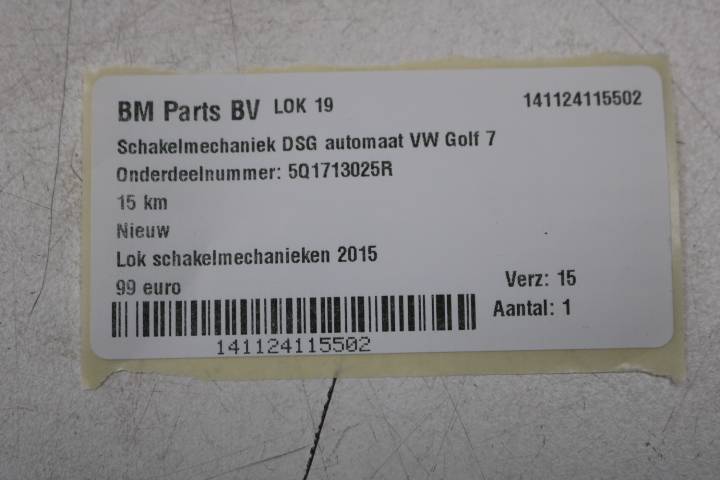 BM Parts BV LOK 19 141124115502
Schakelmechaniek DSG automaat VW Golf 7
Onderdeelnummer: 5Q1713025R
15 km
Nieuw
Lok schakelmechanieken 2015
99 euro Verz: 15
Aantal: 1
141124115502